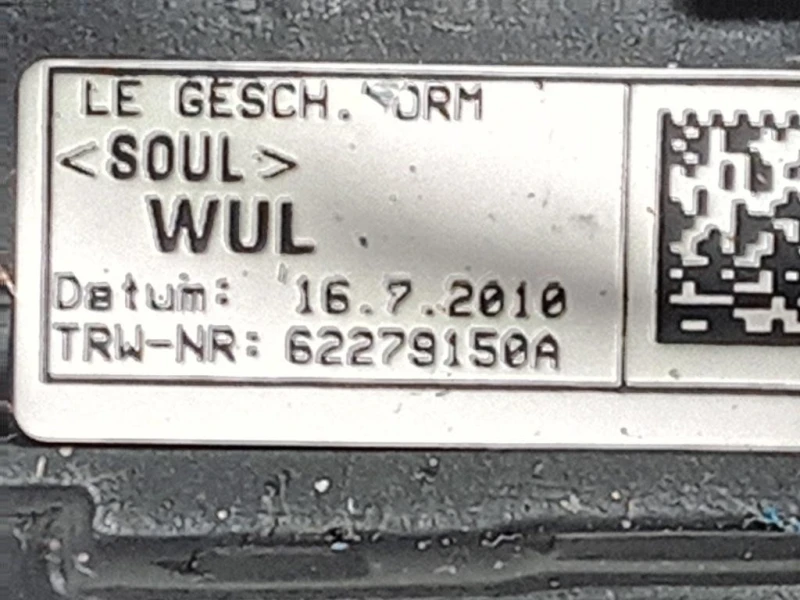 LE GESCH.
<SOUL>
WUL
Datum: 16.7.2010
TRW-NR: 62279150A